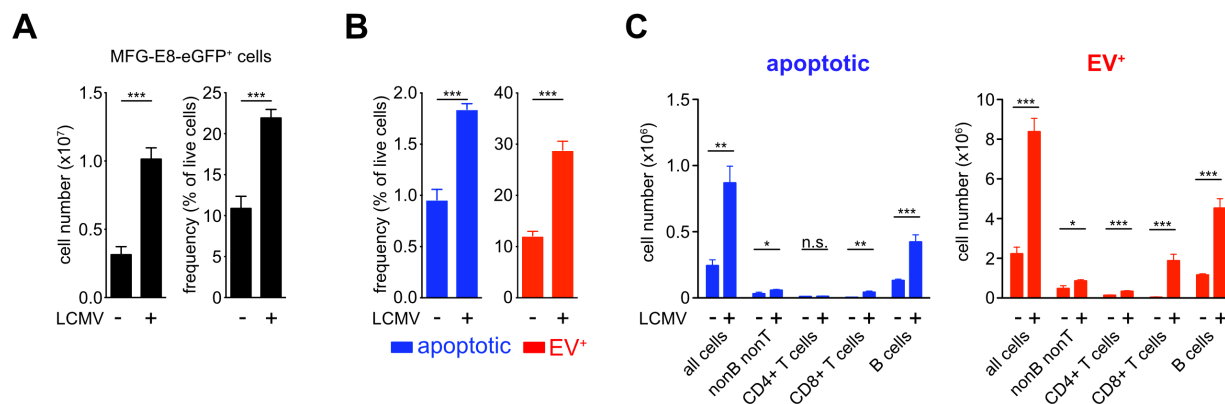 A
MFG-E8-eGFP⁺ cells
cell number (x10⁷)
1.5
1.0
0.5
0.0
***
frequency (% of live cells)
25
20
15
10
5
0
***
LCMV - + - +
B
frequency (% of live cells)
2.0
1.5
1.0
0.5
0.0
***
40
30
20
10
0
***
LCMV - + - +
apoptotic EV⁺
C
apoptotic
cell number (x10⁶)
1.5
1.0
0.5
0
** * n.s. ** ***
LCMV - + - + - + - + - +
all cells
nonB nonT
CD4+ T cells
CD8+ T cells
B cells
EV⁺
cell number (x10⁶)
10
8
6
4
2
0
*** * *** *** ***
LCMV - + - + - + - + - +
all cells
nonB nonT
CD4+ T cells
CD8+ T cells
B cells